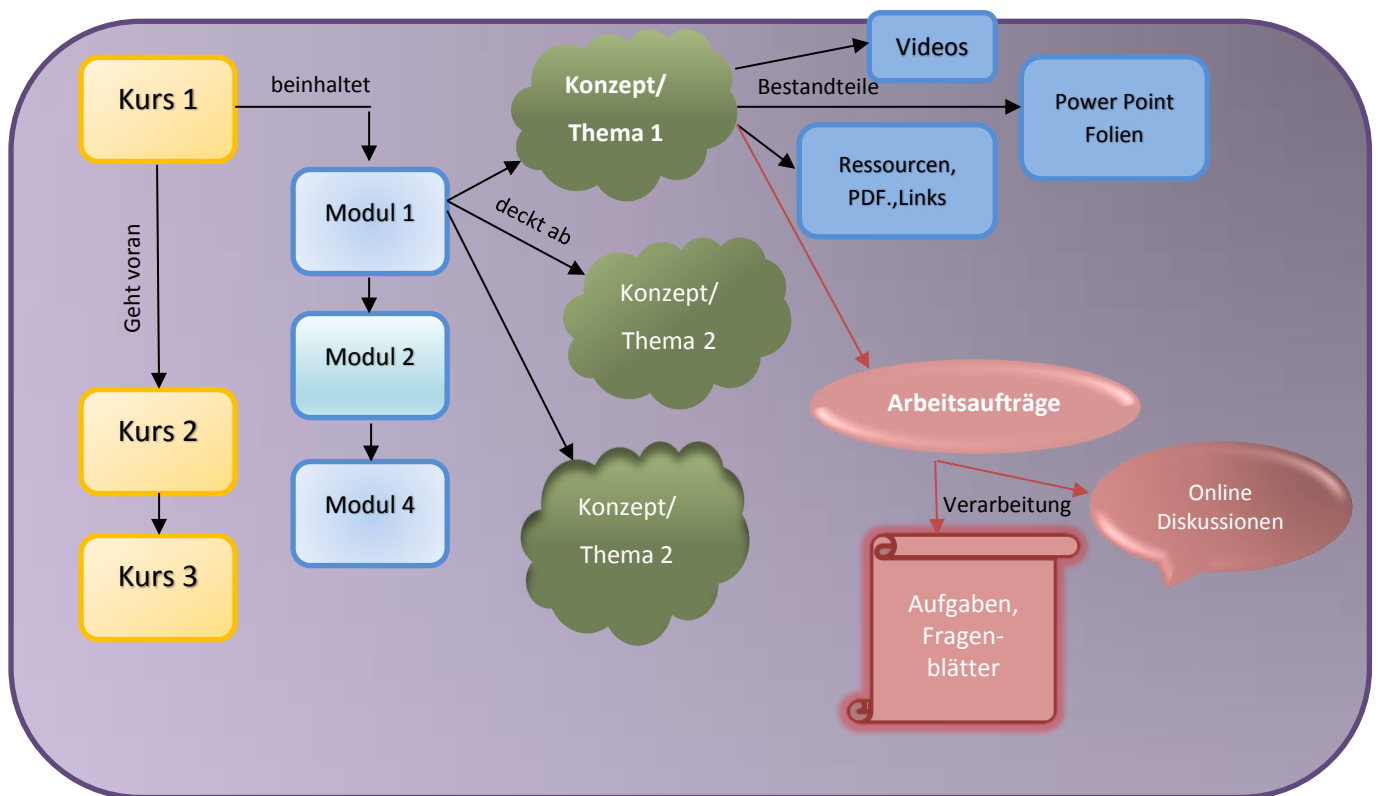 Kurs 1
Geht voran
Kurs 2
Kurs 3
beinhaltet
Modul 1
Modul 2
Modul 4
deckt ab
Konzept/
Thema 1
Konzept/
Thema 2
Konzept/
Thema 2
Bestandteile
Videos
Power Point
Folien
Ressourcen,
PDF.,Links
Arbeitsaufträge
Verarbeitung
Online
Diskussionen
Aufgaben,
Fragen-
blätter